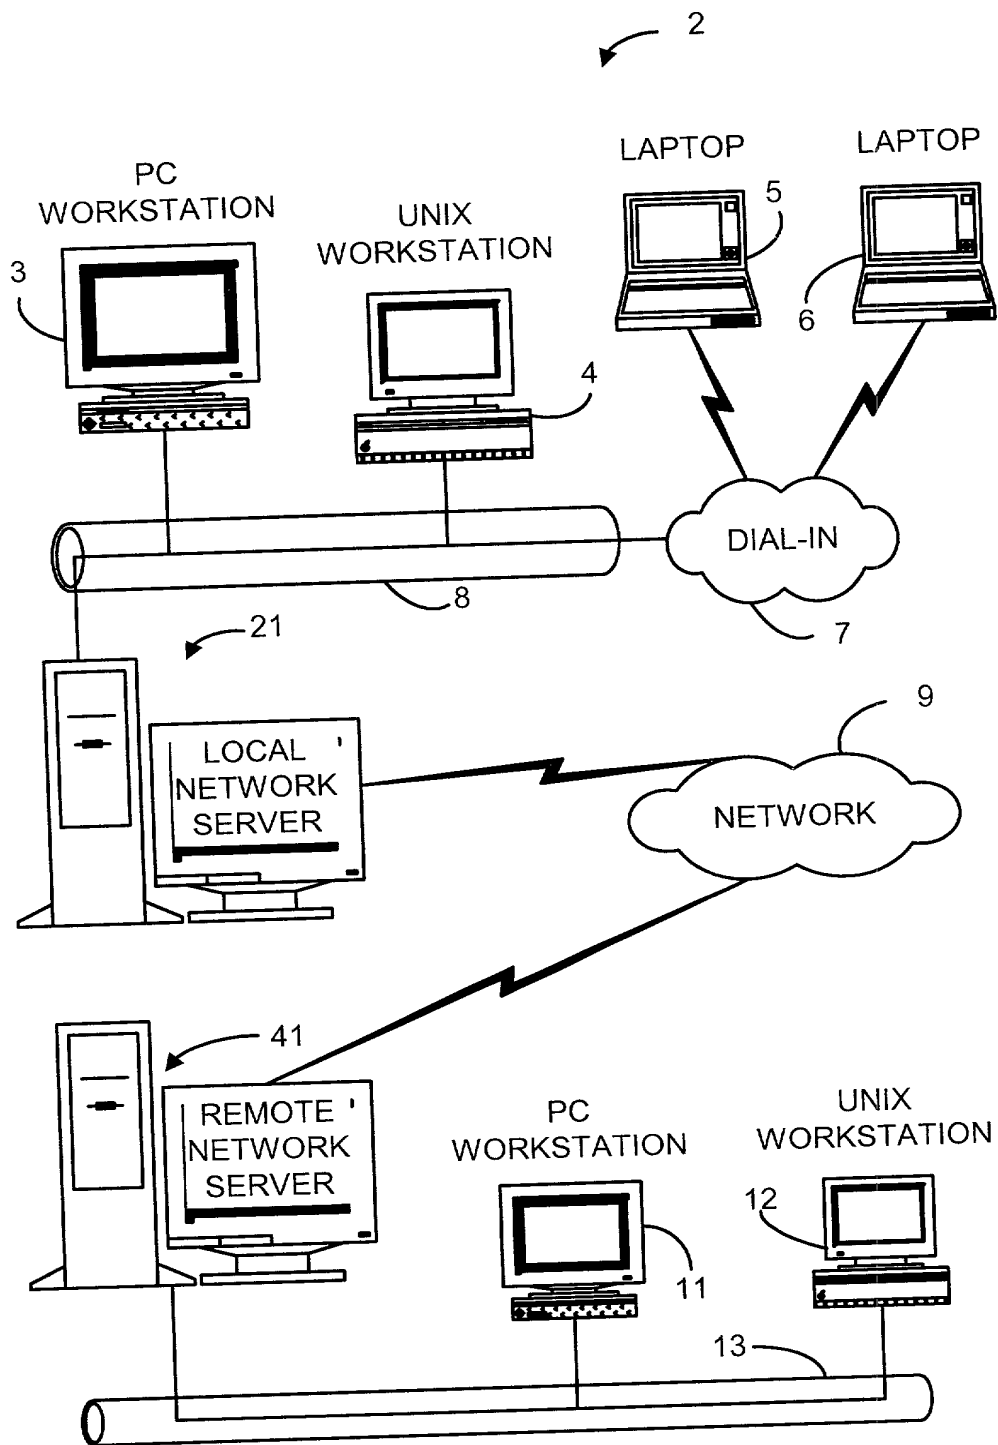 2
LAPTOP
LAPTOP
PC
WORKSTATION
UNIX
WORKSTATION
5
3
6
4
DIAL-IN
8
7
21
9
LOCAL
NETWORK
SERVER
NETWORK
41
REMOTE
NETWORK
SERVER
PC
WORKSTATION
UNIX
WORKSTATION
12
11
13